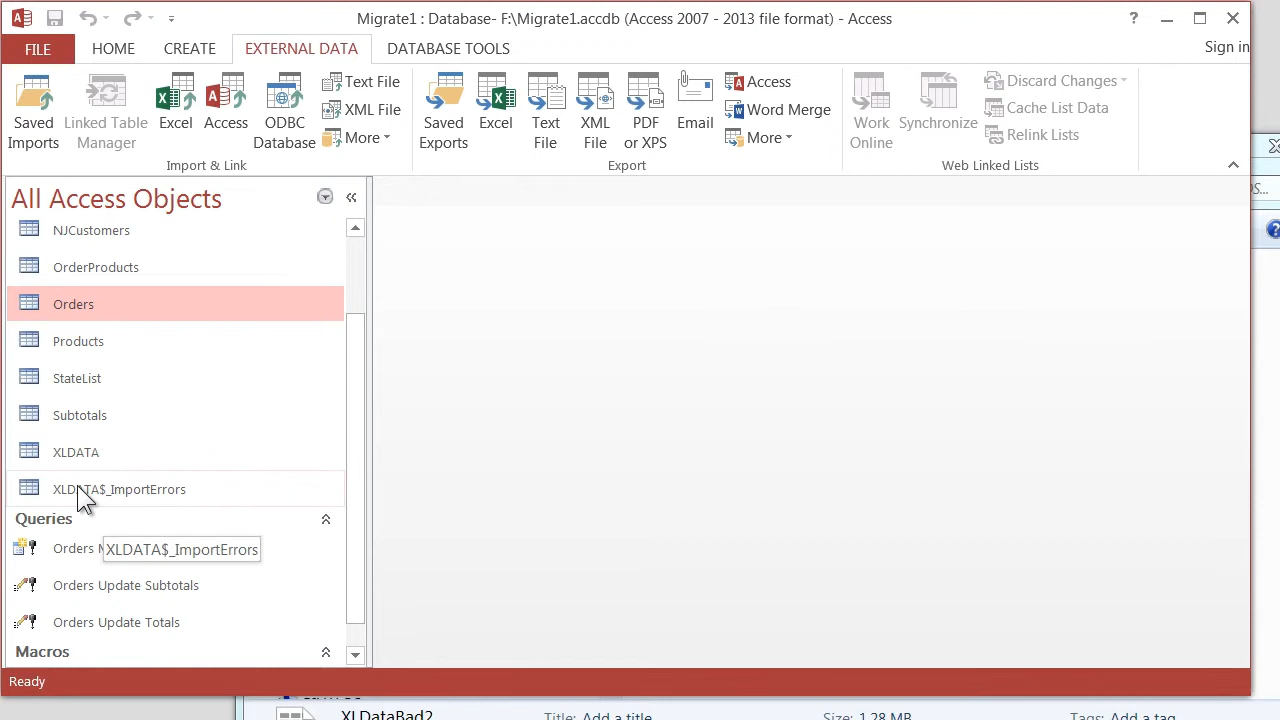 Migrate1 : Database- F:\Migrate1.accdb (Access 2007 - 2013 file format) - Access
?
FILE HOME CREATE EXTERNAL DATA DATABASE TOOLS Sign in
Saved Imports
Linked Table Manager
Excel
Access
ODBC Database
Text File
XML File
More
Import & Link
Saved Exports
Excel
Text File
XML File
PDF or XPS
Email
Access
Word Merge
More
Export
Work Online
Synchronize
Discard Changes
Cache List Data
Relink Lists
Web Linked Lists
All Access Objects
NJCustomers
OrderProducts
Orders
Products
StateList
Subtotals
XLDATA
XLDATA$_ImportErrors
Queries
Orders
XLDATA$_ImportErrors
Orders Update Subtotals
Orders Update Totals
Macros
Ready
XLDataBad2 Title: Add a title Size: 1.28 MB Tags: Add a tag